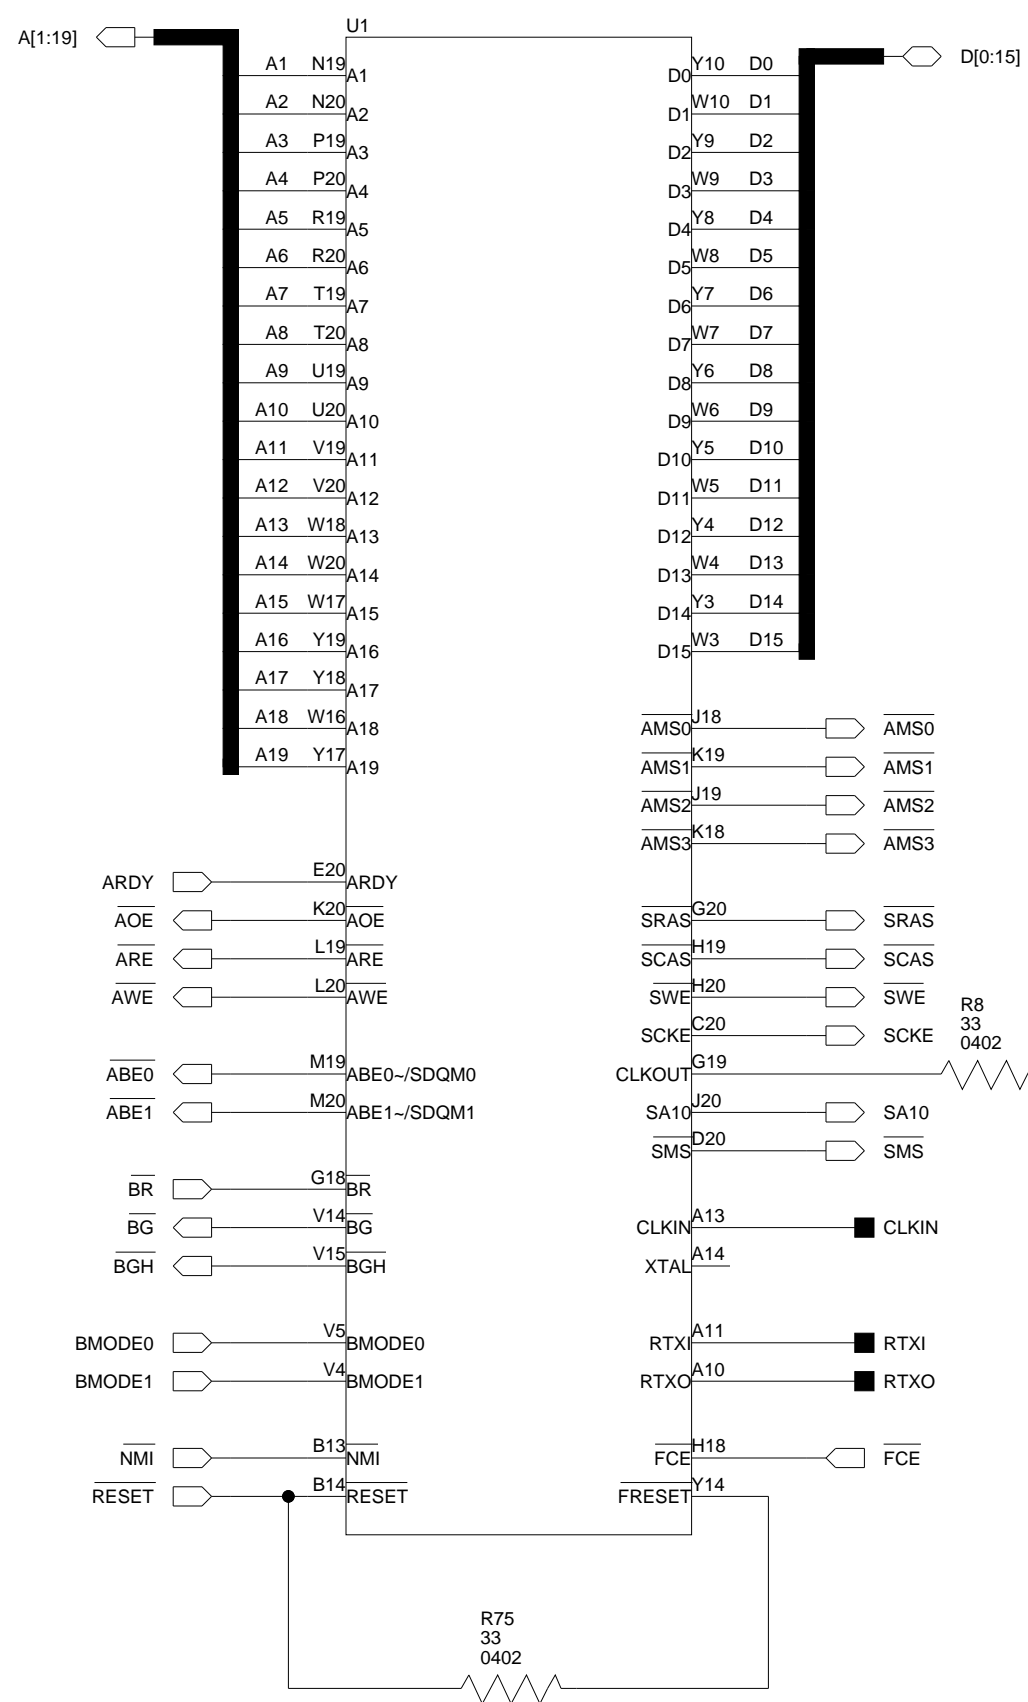 U1
A[1:19]
D[0:15]
A1 N19 A1 D0 Y10 D0
A2 N20 A2 D1 W10 D1
A3 P19 A3 D2 Y9 D2
A4 P20 A4 D3 W9 D3
A5 R19 A5 D4 Y8 D4
A6 R20 A6 D5 W8 D5
A7 T19 A7 D6 Y7 D6
A8 T20 A8 D7 W7 D7
A9 U19 A9 D8 Y6 D8
A10 U20 A10 D9 W6 D9
A11 V19 A11 D10 Y5 D10
A12 V20 A12 D11 W5 D11
A13 W18 A13 D12 Y4 D12
A14 W20 A14 D13 W4 D13
A15 W17 A15 D14 Y3 D14
A16 Y19 A16 D15 W3 D15
A17 Y18 A17
A18 W16 A18 AMS0 J18 AMS0
A19 Y17 A19 AMS1 K19 AMS1
AMS2 J19 AMS2
AMS3 K18 AMS3
ARDY E20 ARDY
AOE K20 AOE SRAS G20 SRAS
ARE L19 ARE SCAS H19 SCAS
AWE L20 AWE SWE H20 SWE
R8
33
0402
SCKE C20 SCKE
ABE0 M19 ABE0~/SDQM0 CLKOUT G19
ABE1 M20 ABE1~/SDQM1 SA10 J20 SA10
SMS D20 SMS
BR G18 BR
BG V14 BG CLKIN A13 CLKIN
BGH V15 BGH XTAL A14
BMODE0 V5 BMODE0 RTXI A11 RTXI
BMODE1 V4 BMODE1 RTXO A10 RTXO
NMI B13 NMI FCE H18 FCE
RESET B14 RESET FRESET Y14
R75
33
0402